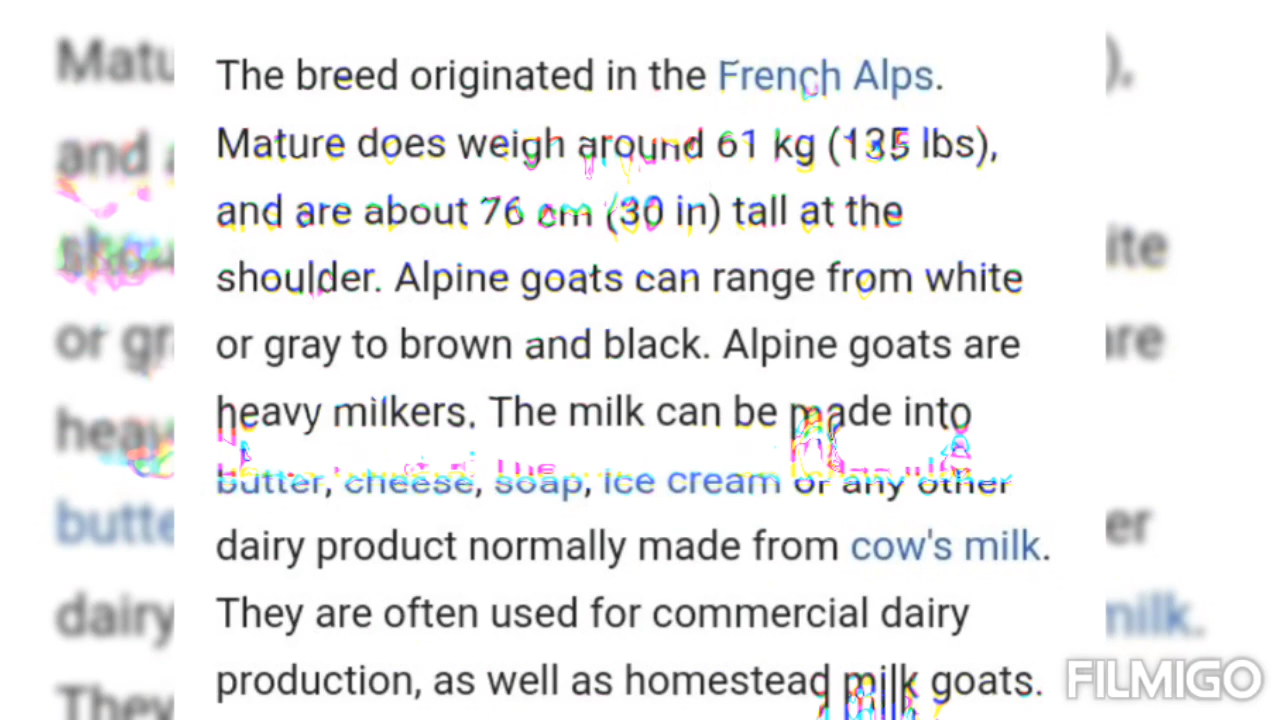 The breed originated in the French Alps.
Mature does weigh around 61 kg (135 lbs),
and are about 76 cm (30 in) tall at the
shoulder. Alpine goats can range from white
or gray to brown and black. Alpine goats are
heavy milkers. The milk can be made into
butter, cheese, soap, ice cream or any other
dairy product normally made from cow's milk.
They are often used for commercial dairy
production, as well as homestead milk goats.
FILMIGO